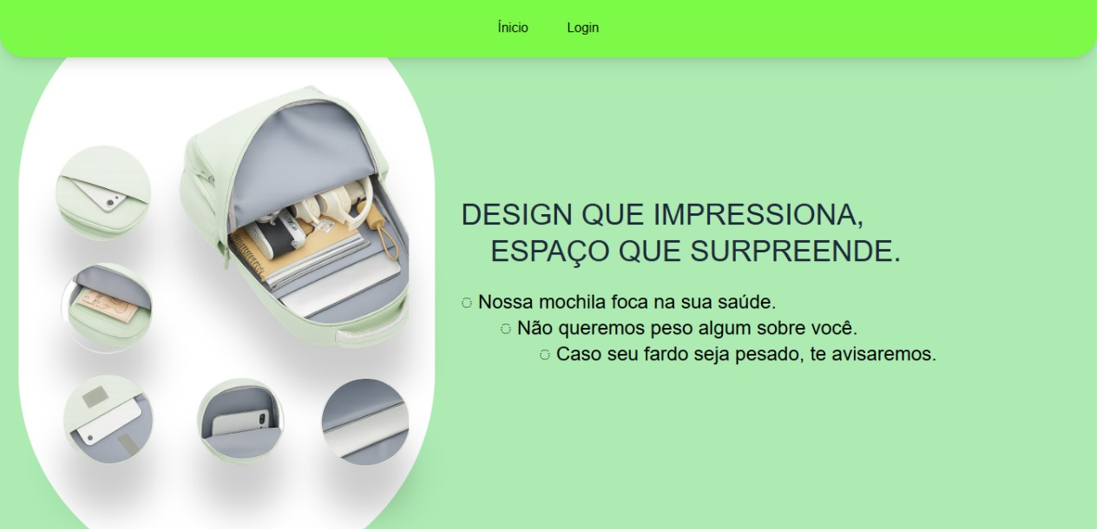 Ínicio Login
DESIGN QUE IMPRESSIONA,
ESPAÇO QUE SURPREENDE.
◌ Nossa mochila foca na sua saúde.
◌ Não queremos peso algum sobre você.
◌ Caso seu fardo seja pesado, te avisaremos.